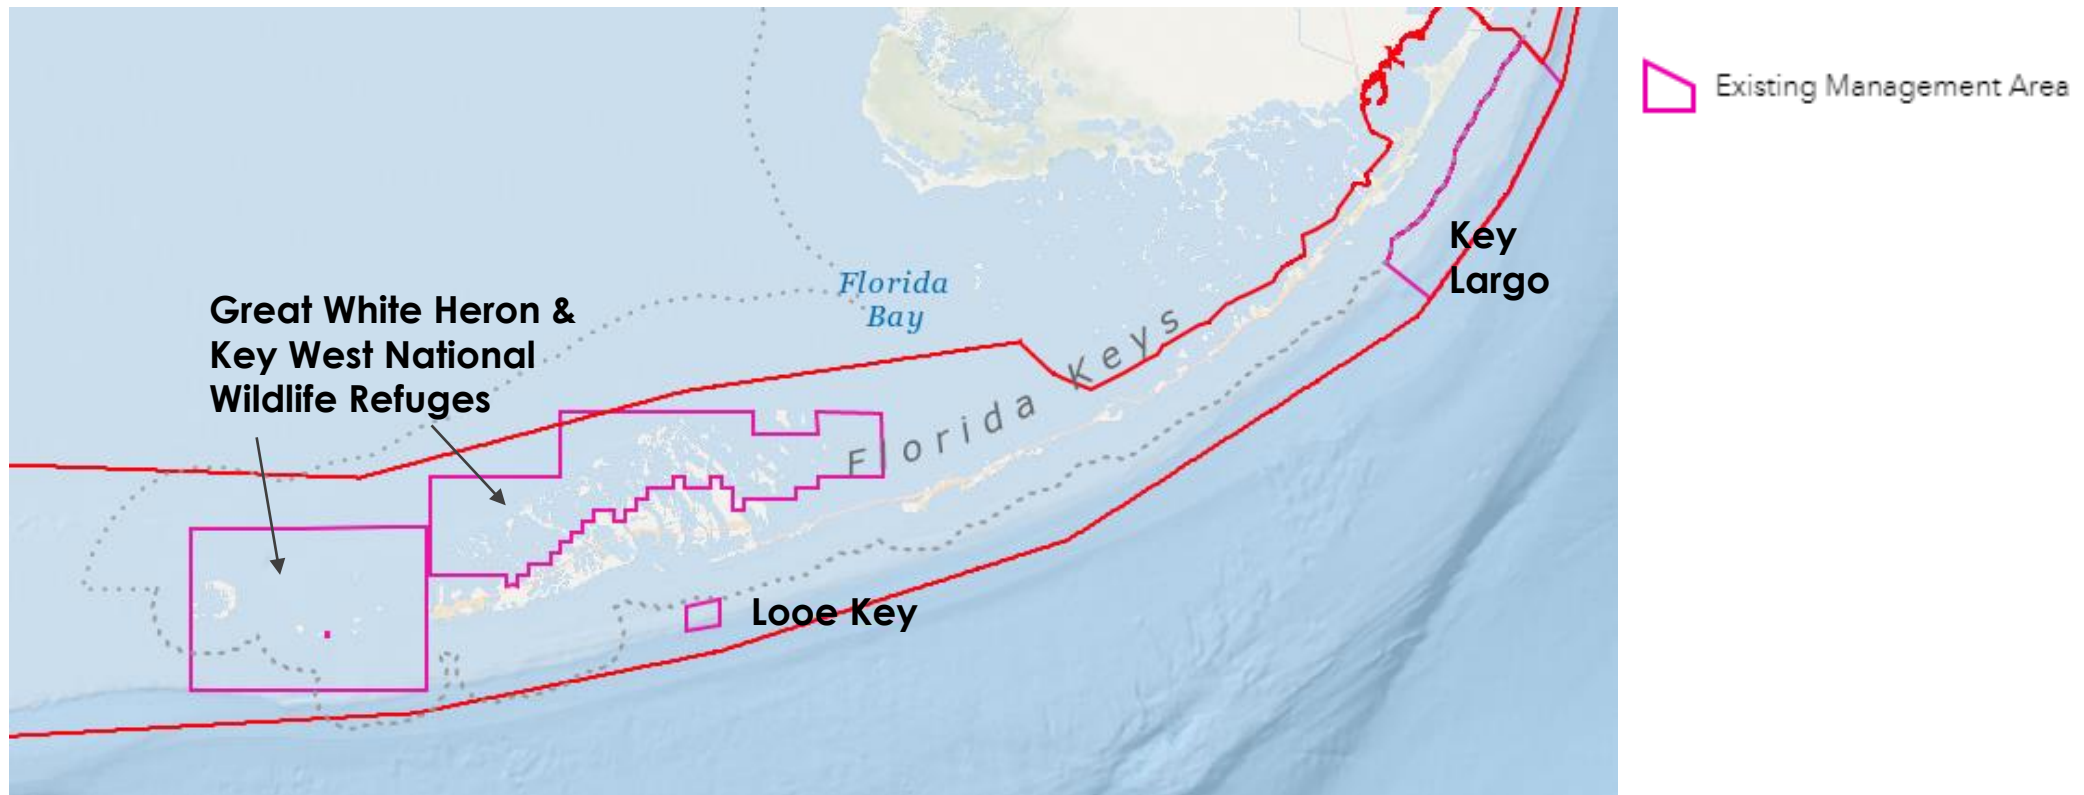 Existing Management Area
Key
Largo
Florida
Bay
Great White Heron &
Key West National
Wildlife Refuges
Florida Keys
Looe Key